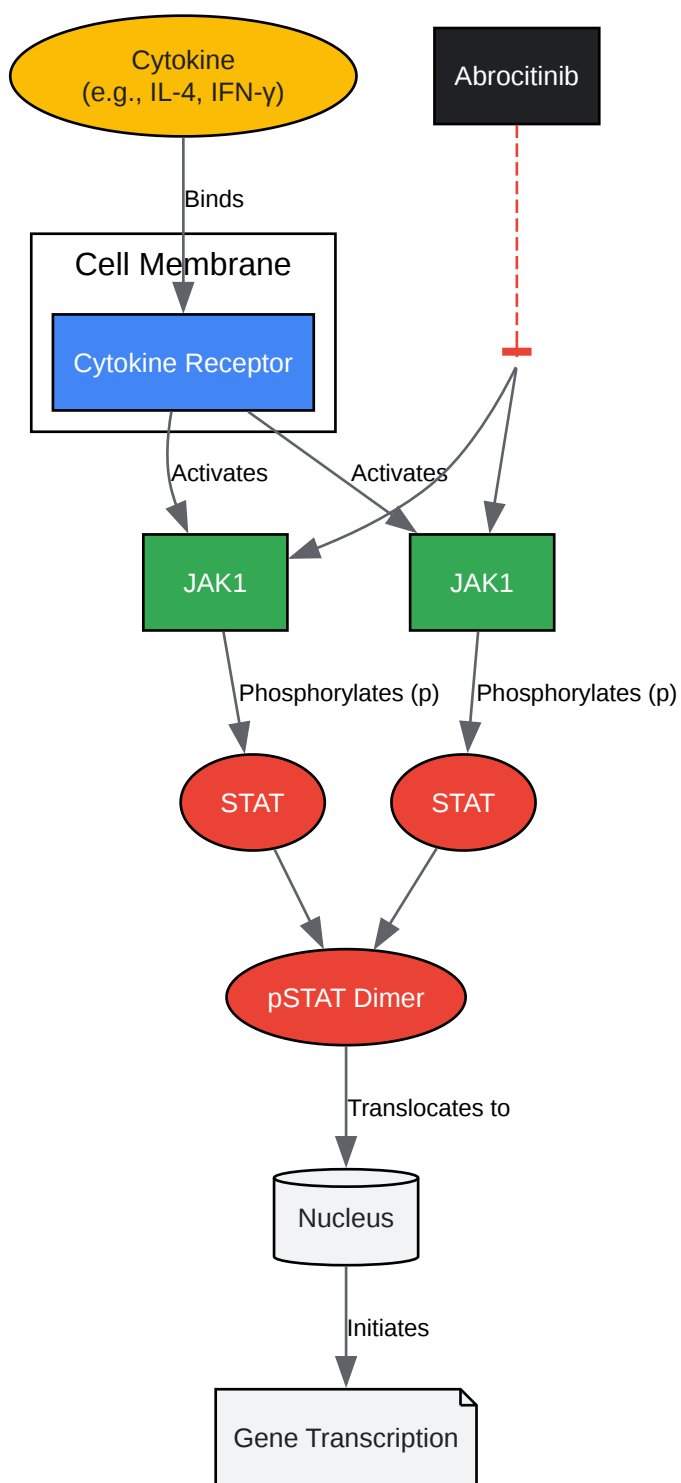 Cytokine
(e.g., IL-4, IFN-γ)
Abrocitinib
Binds
Cell Membrane
Cytokine Receptor
Activates
Activates
JAK1
JAK1
Phosphorylates (p)
Phosphorylates (p)
STAT
STAT
pSTAT Dimer
Translocates to
Nucleus
Initiates
Gene Transcription